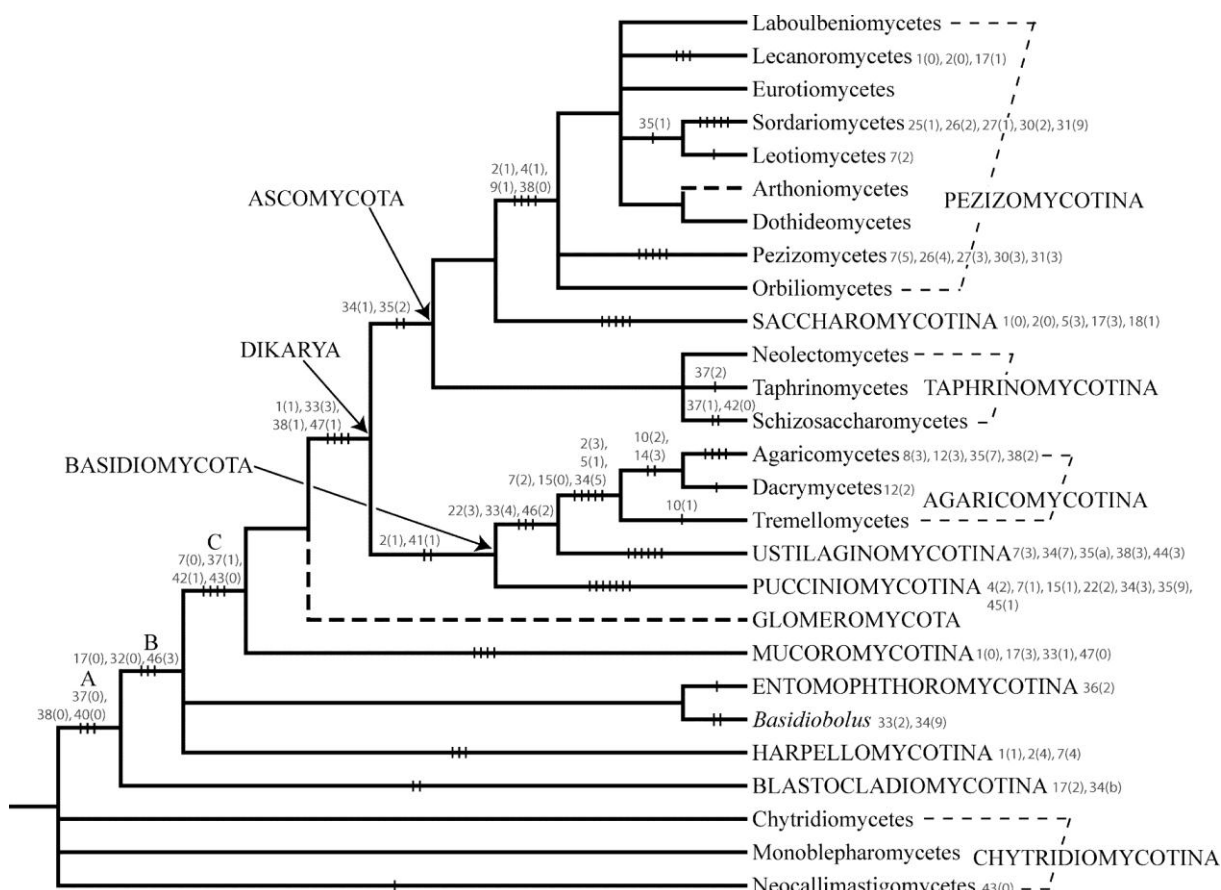 Laboulbeniomycetes
Lecanoromycetes 1(0), 2(0), 17(1)
Eurotiomycetes
35(1)
Sordariomycetes 25(1), 26(2), 27(1), 30(2), 31(9)
Leotiomycetes 7(2)
2(1), 4(1),
9(1), 38(0)
Arthoniomycetes
ASCOMYCOTA
PEZIZOMYCOTINA
Dothideomycetes
Pezizomycetes 7(5), 26(4), 27(3), 30(3), 31(3)
Orbiliomycetes
34(1), 35(2)
SACCHAROMYCOTINA 1(0), 2(0), 5(3), 17(3), 18(1)
DIKARYA
Neolectomycetes
37(2)
Taphrinomycetes
TAPHRINOMYCOTINA
37(1), 42(0)
Schizosaccharomycetes
1(1), 33(3),
38(1), 47(1)
BASIDIOMYCOTA
2(3),
5(1),
7(2), 15(0), 34(5)
10(2),
14(3)
Agaricomycetes 8(3), 12(3), 35(7), 38(2)
Dacrymycetes 12(2)
AGARICOMYCOTINA
10(1)
Tremellomycetes
22(3), 33(4), 46(2)
USTILAGINOMYCOTINA 7(3), 34(7), 35(a), 38(3), 44(3)
2(1), 41(1)
PUCCINIOMYCOTINA 4(2), 7(1), 15(1), 22(2), 34(3), 35(9),
45(1)
C
7(0), 37(1),
42(1), 43(0)
GLOMEROMYCOTA
MUCOROMYCOTINA 1(0), 17(3), 33(1), 47(0)
B
17(0), 32(0), 46(3)
ENTOMOPHTHOROMYCOTINA 36(2)
Basidiobolus 33(2), 34(9)
A
37(0),
38(0), 40(0)
HARPELLOMYCOTINA 1(1), 2(4), 7(4)
BLASTOCLADIOMYCOTINA 17(2), 34(b)
Chytridiomycetes
Monoblepharomycetes
CHYTRIDIOMYCOTINA
Neocallimastigomycetes 43(0)